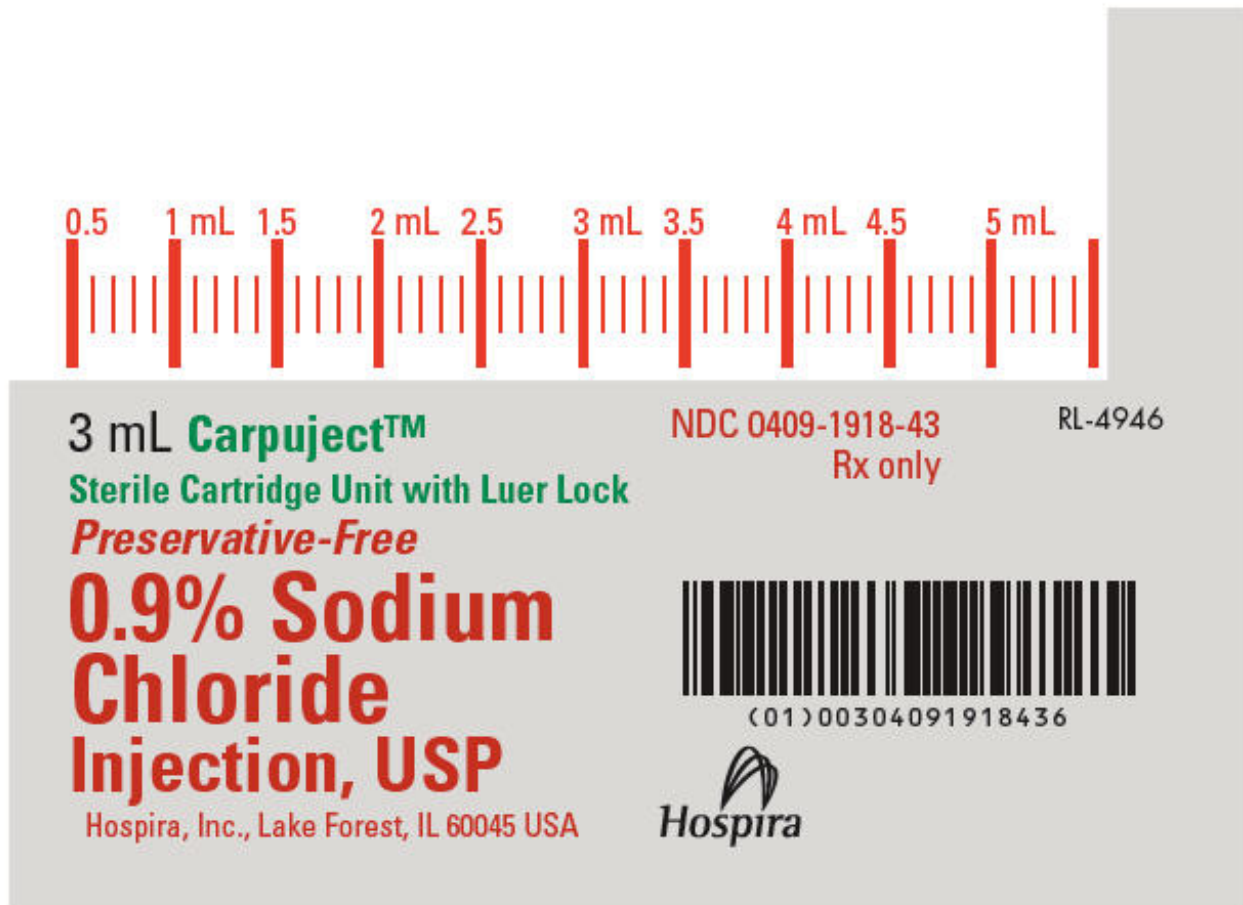 0.5 1 mL 1.5 2 mL 2.5 3 mL 3.5 4 mL 4.5 5 mL
3 mL Carpuject™
Sterile Cartridge Unit with Luer Lock
Preservative-Free
0.9% Sodium
Chloride
Injection, USP
Hospira, Inc., Lake Forest, IL 60045 USA
NDC 0409-1918-43
Rx only
RL-4946
(01)00304091918436
Hospira